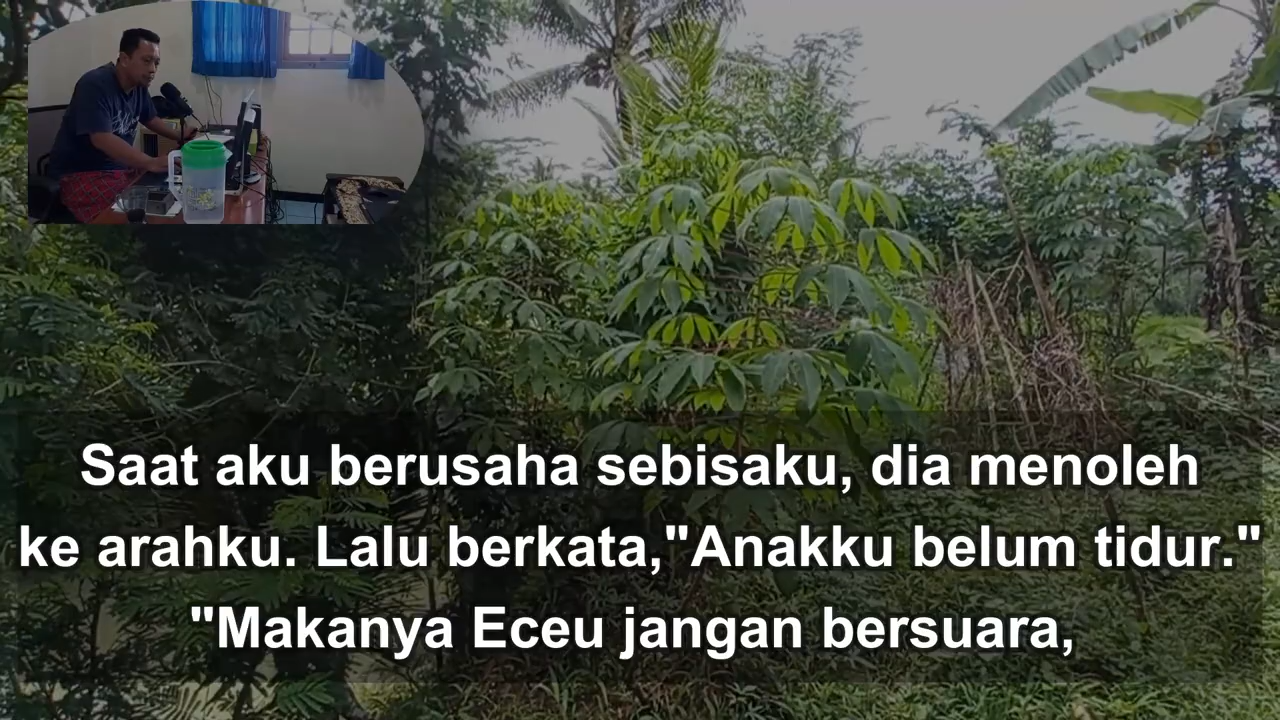 Saat aku berusaha sebisaku, dia menoleh
ke arahku. Lalu berkata,"Anakku belum tidur."
"Makanya Eceu jangan bersuara,